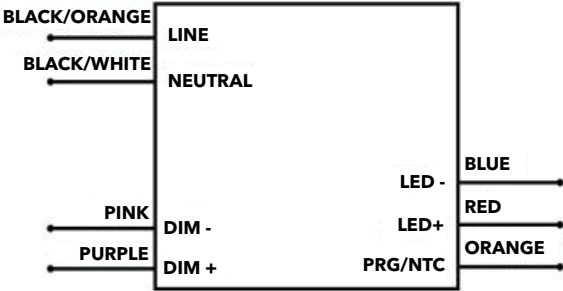 BLACK/ORANGE
LINE
BLACK/WHITE
NEUTRAL
BLUE
LED -
RED
LED+
ORANGE
PRG/NTC
PINK
DIM -
PURPLE
DIM +